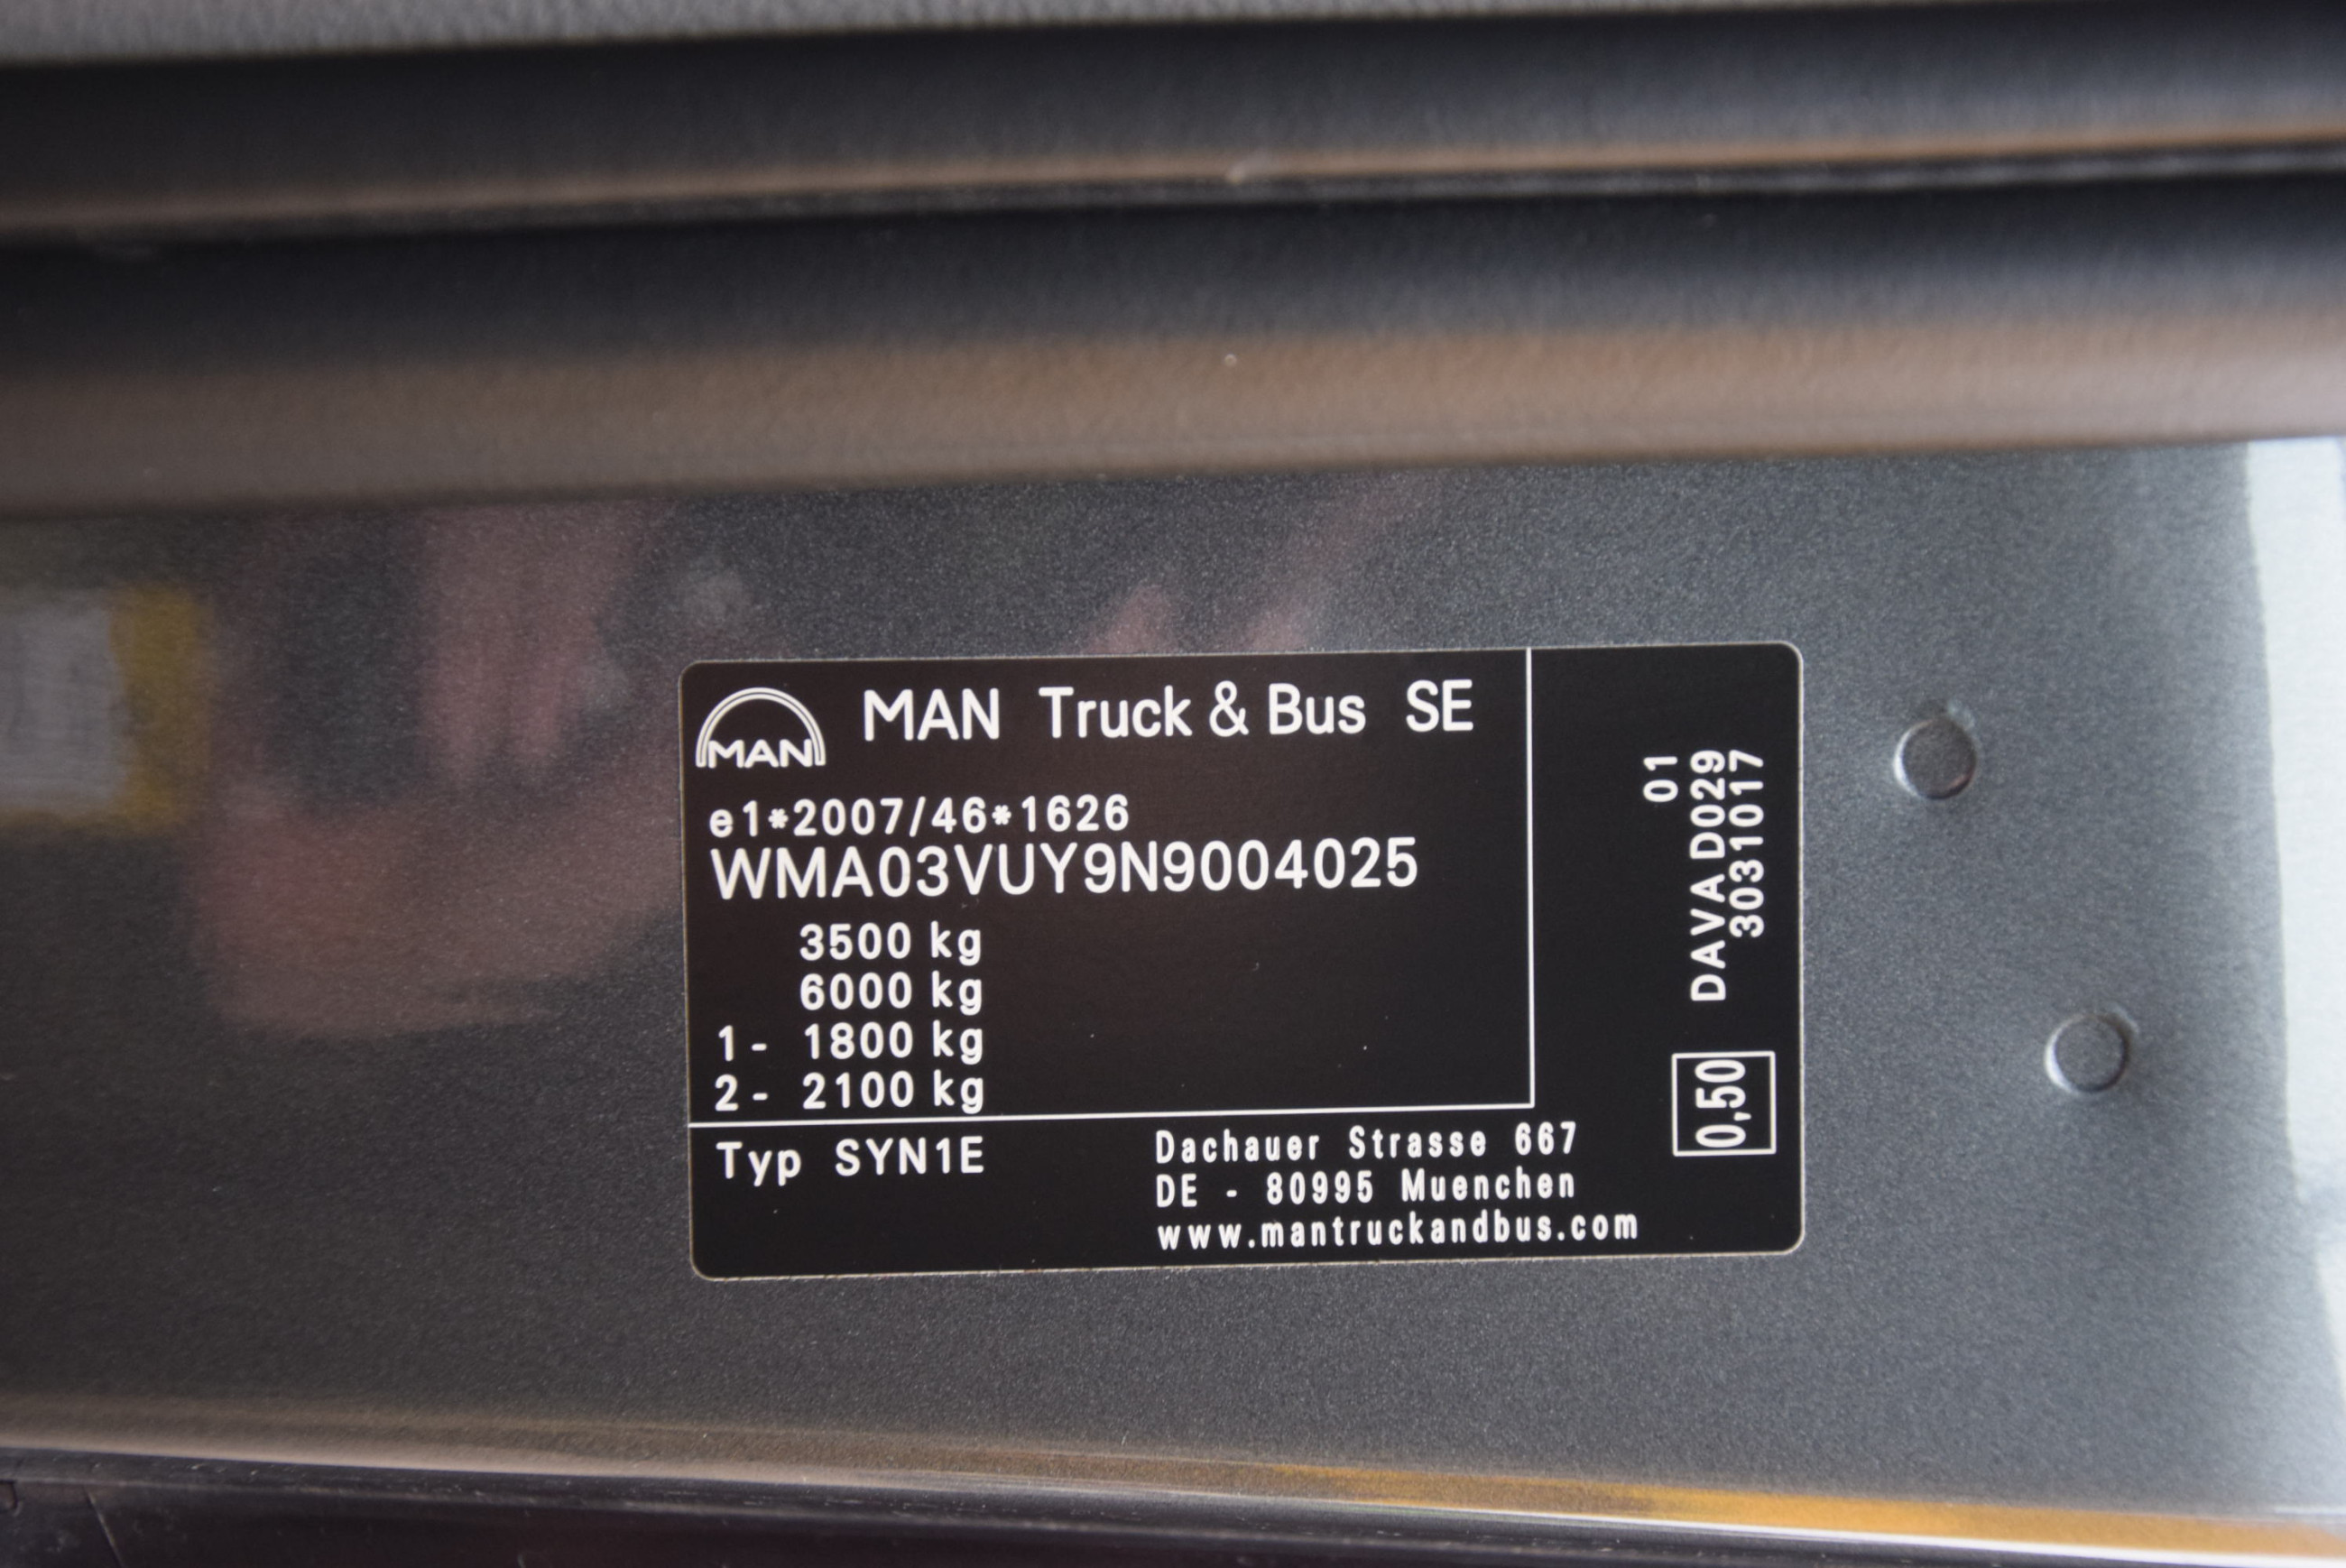 MAN
MAN Truck & Bus SE
e1*2007/46*1626
WMA03VUY9N9004025
3500 kg
6000 kg
1- 1800 kg
2- 2100 kg
Typ SYN1E
Dachauer Strasse 667
DE - 80995 Muenchen
www.mantruckandbus.com
01
DAVA D029
3031017
0,50